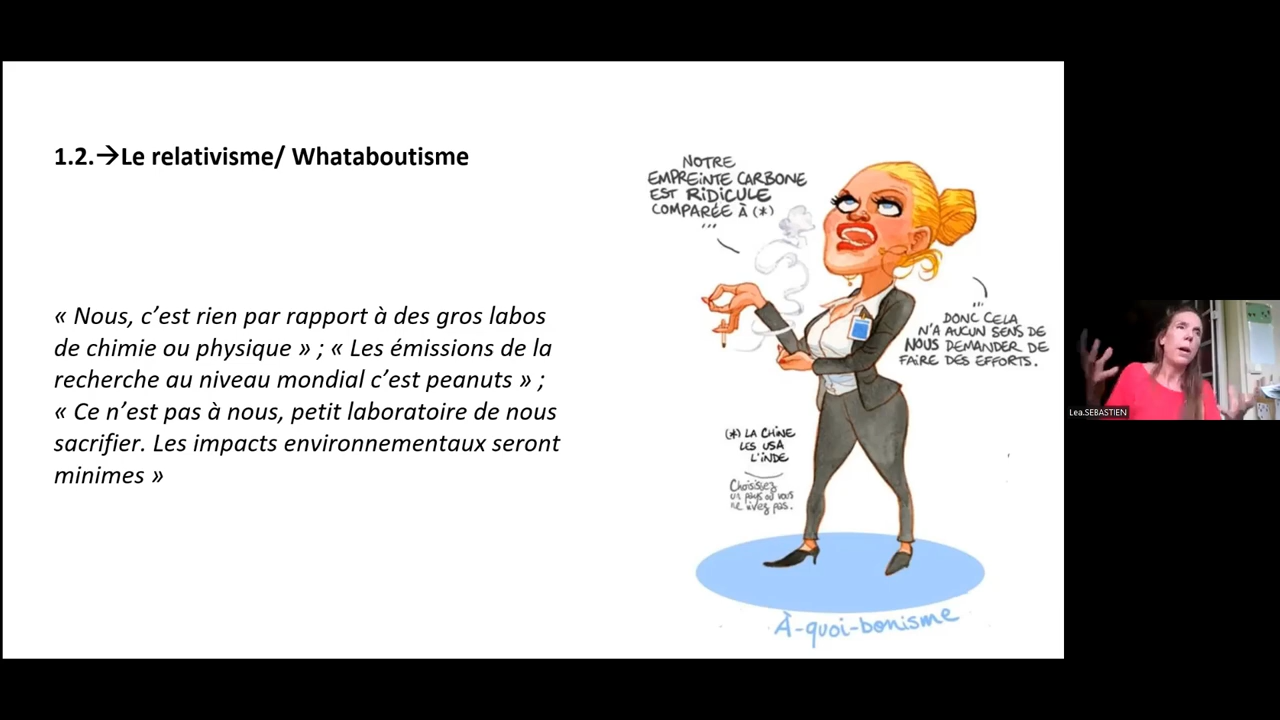 1.2.→Le relativisme/ Whataboutisme
« Nous, c’est rien par rapport à des gros labos
de chimie ou physique » ; « Les émissions de la
recherche au niveau mondial c’est peanuts » ;
« Ce n’est pas à nous, petit laboratoire de nous
sacrifier. Les impacts environnementaux seront
minimes »
NOTRE
EMPREINTE CARBONE
EST RIDICULE
COMPARÉE À (*)
...
...
DONC CELA
N'A AUCUN SENS DE
NOUS DEMANDER DE
FAIRE DES EFFORTS.
(*) LA CHINE
LES USA
L'INDE
Choisissez
un pays où vous
ne vivez pas.
À-quoi-bonisme
Lea.SEBASTIEN